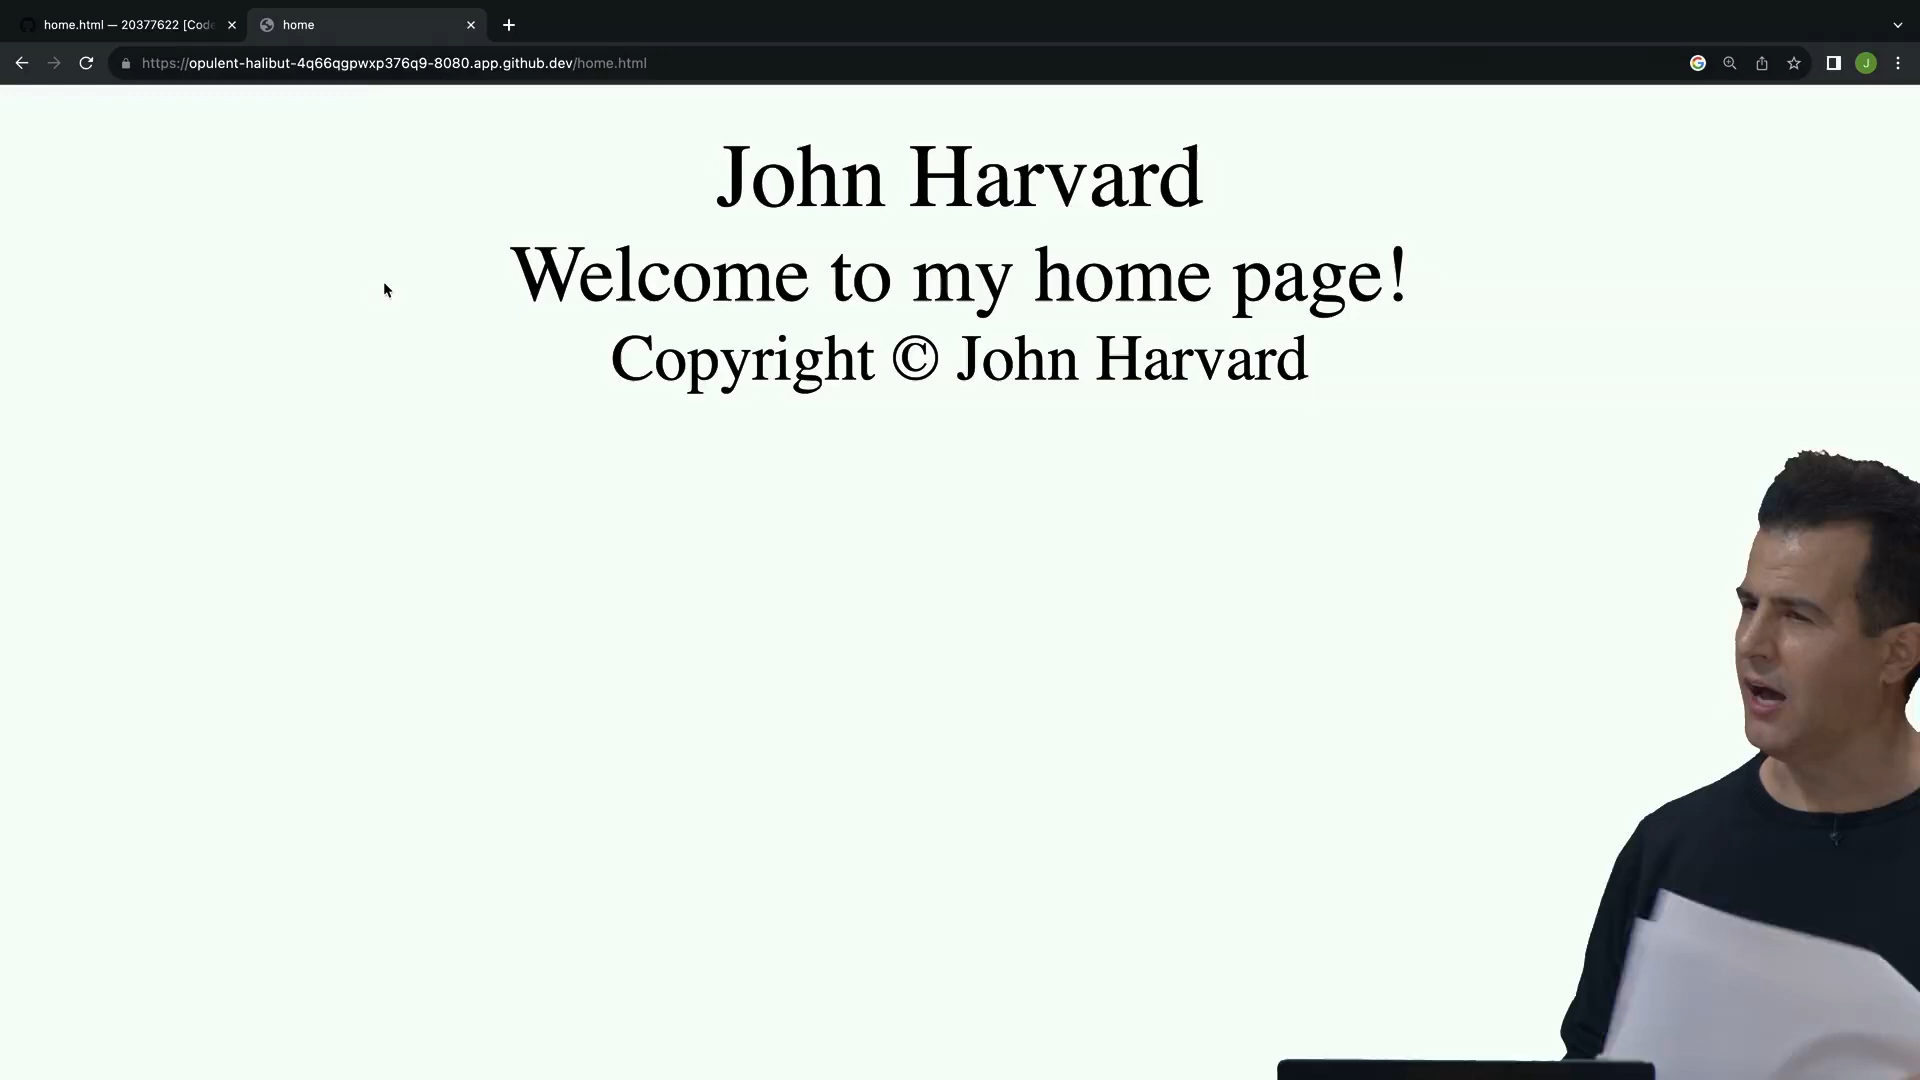 home.html — 20377622 [Code
home
https://opulent-halibut-4q66qgpwxp376q9-8080.app.github.dev/home.html
J
John Harvard
Welcome to my home page!
Copyright © John Harvard